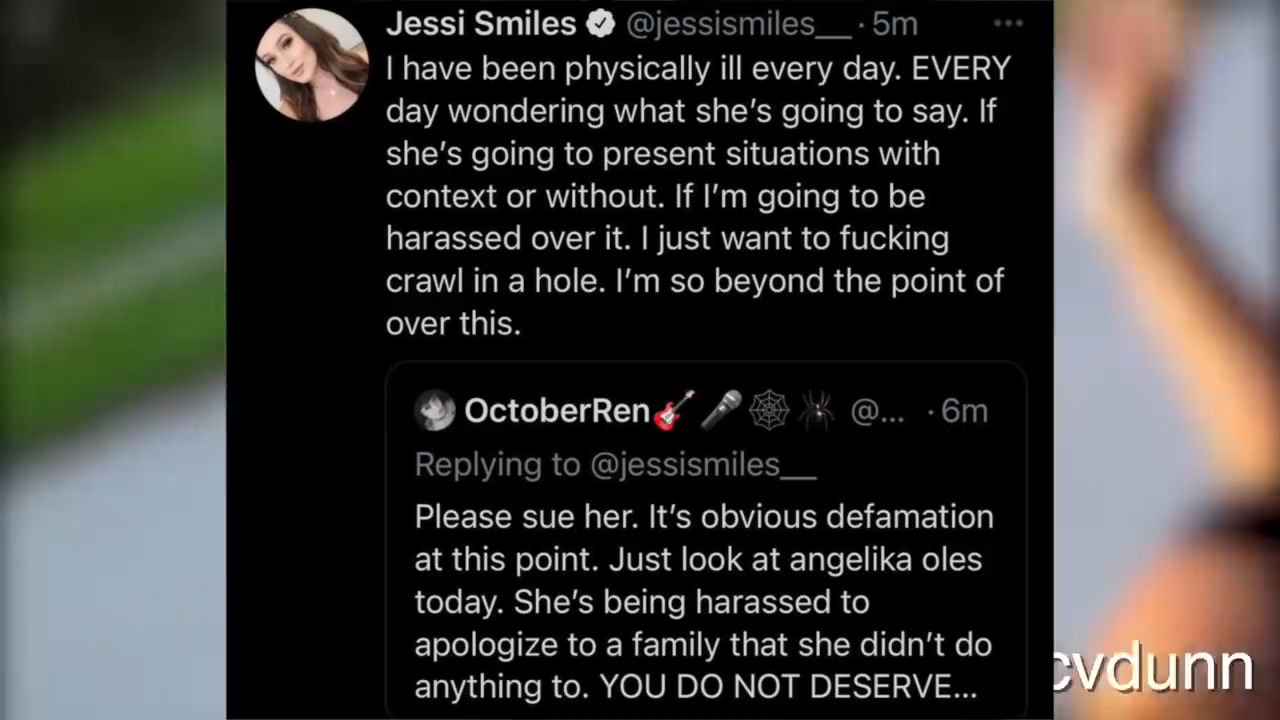 Jessi Smiles @jessismiles__ · 5m
I have been physically ill every day. EVERY
day wondering what she's going to say. If
she's going to present situations with
context or without. If I'm going to be
harassed over it. I just want to fucking
crawl in a hole. I'm so beyond the point of
over this.
OctoberRen🎸🎤🕸🕷 @... · 6m
Replying to @jessismiles__
Please sue her. It's obvious defamation
at this point. Just look at angelika oles
today. She's being harassed to
apologize to a family that she didn't do
anything to. YOU DO NOT DESERVE...
cvdunn